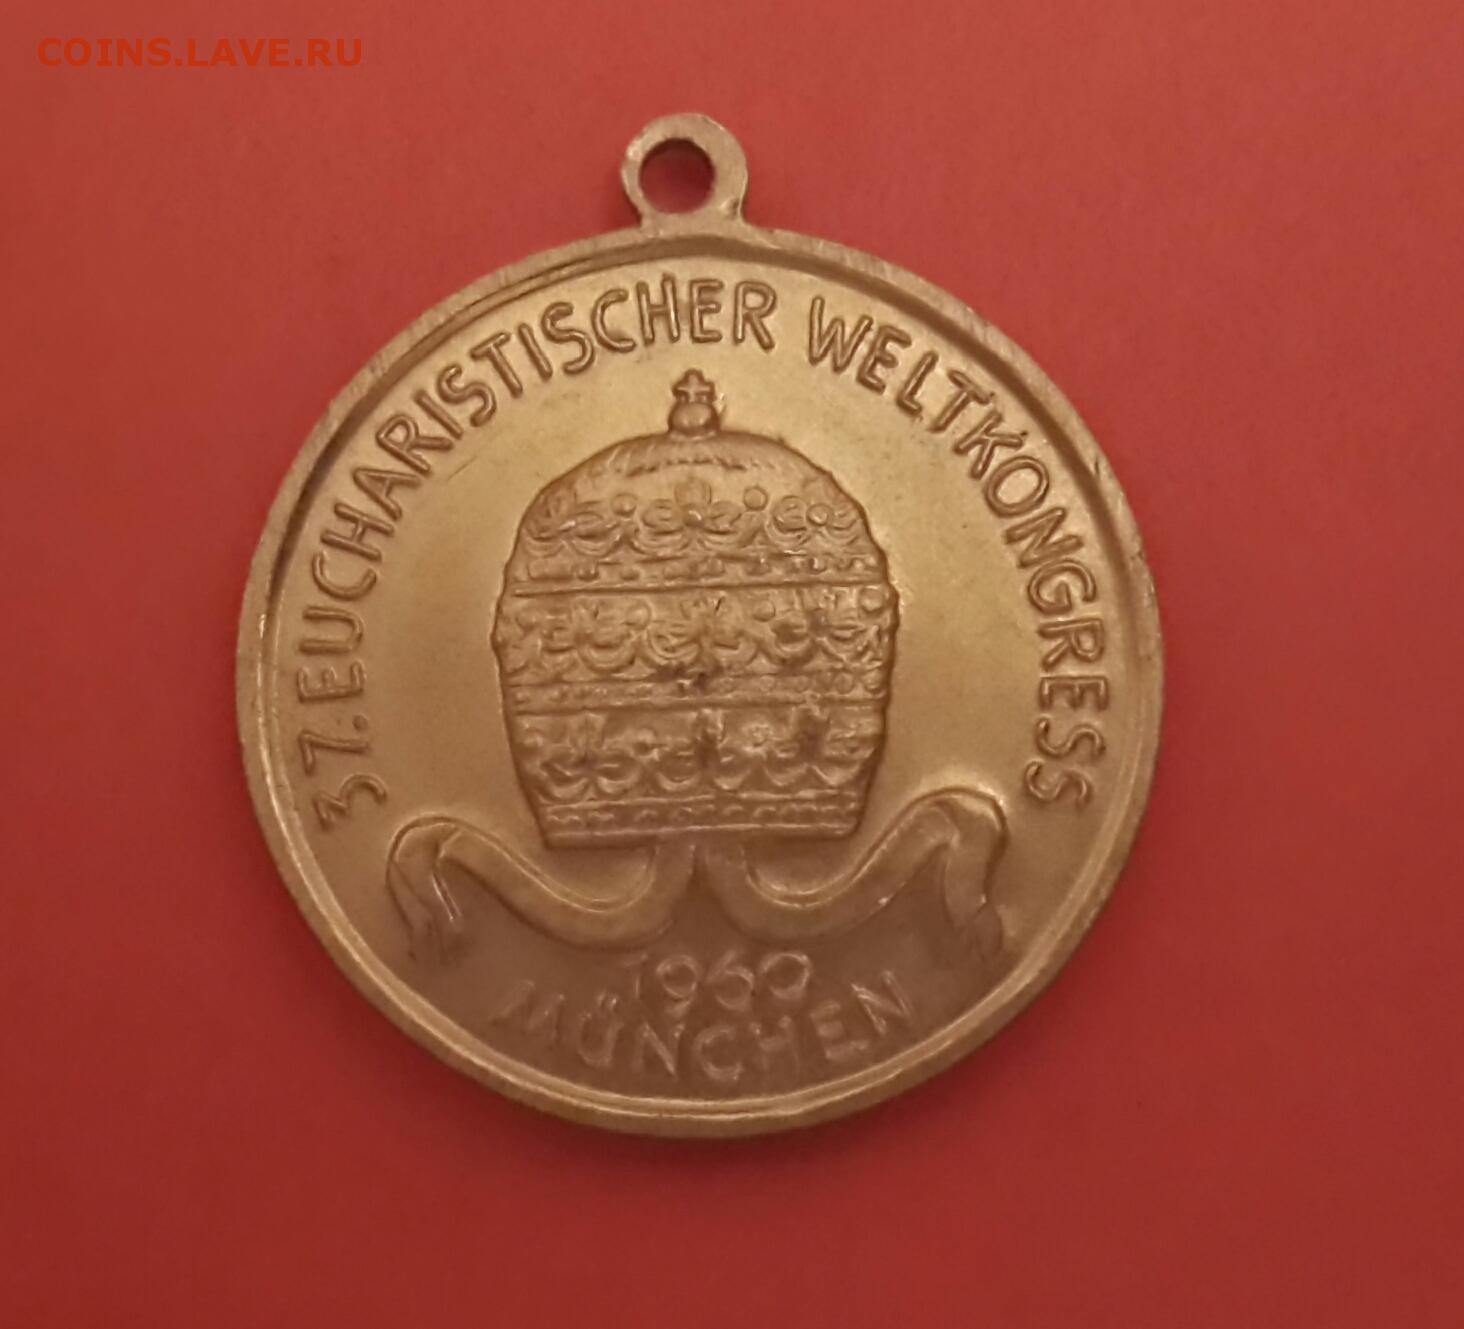 COINS.LAVE.RU
37. EUCHARISTISCHER WELTKONGRESS
1960
MÜNCHEN